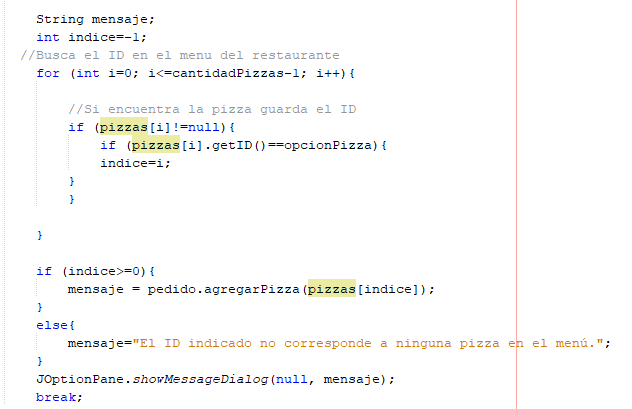 String mensaje;
int indice=-1;
//Busca el ID en el menu del restaurante
for (int i=0; i<=cantidadPizzas-1; i++){
//Si encuentra la pizza guarda el ID
if (pizzas[i]!=null){
if (pizzas[i].getID()==opcionPizza){
indice=i;
}
}
}
if (indice>=0){
mensaje = pedido.agregarPizza(pizzas[indice]);
}
else{
mensaje="El ID indicado no corresponde a ninguna pizza en el menú.";
}
JOptionPane.showMessageDialog(null, mensaje);
break;